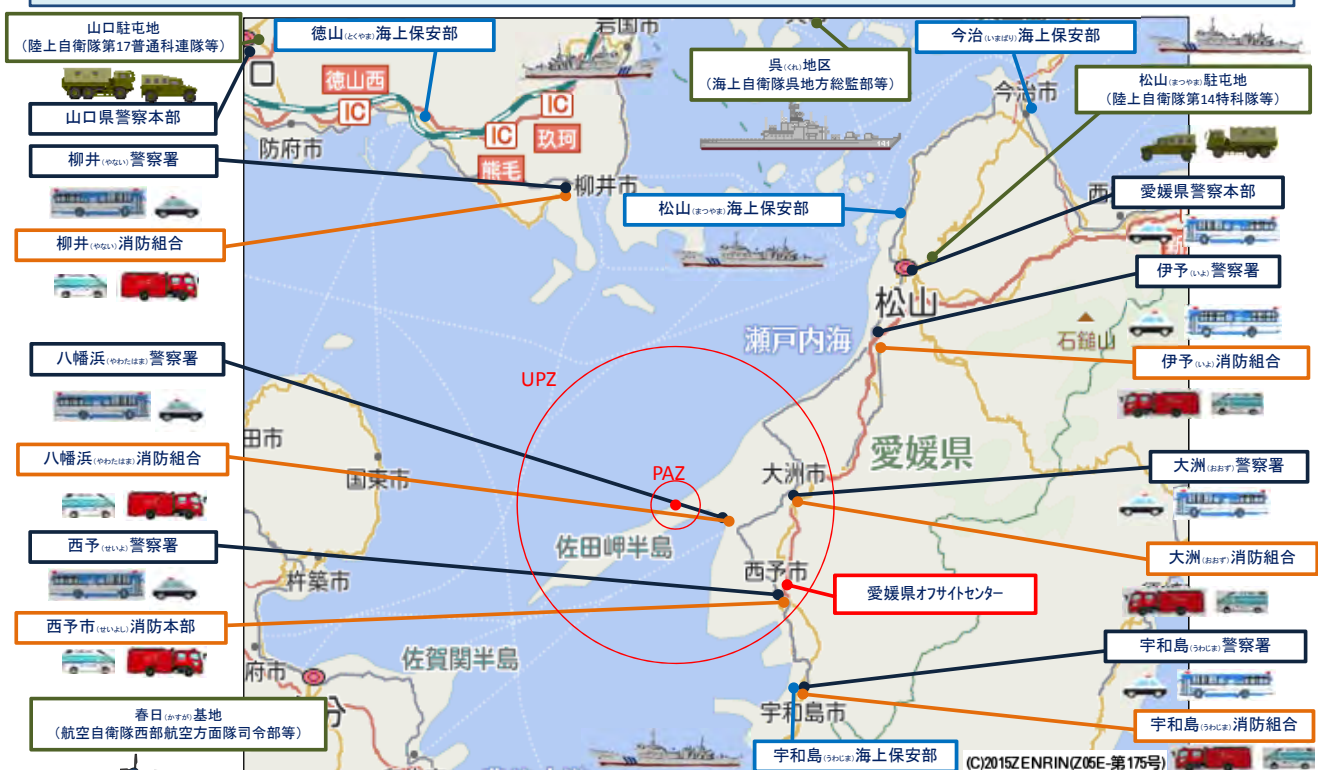 山口駐屯地
（陸上自衛隊第17普通科連隊等）
徳山(とくやま)海上保安部
岩国市
呉(くれ)地区
（海上自衛隊呉地方総監部等）
今治(いまばり)海上保安部
松山(まつやま)駐屯地
（陸上自衛隊第14特科隊等）
今治市
徳山西
IC
IC
IC
玖珂
熊毛
防府市
山口県警察本部
柳井(やない)警察署
柳井市
141
松山(まつやま)海上保安部
西
愛媛県警察本部
柳井(やない)消防組合
伊予(いよ)警察署
松山
瀬戸内海
石鎚山
八幡浜(やわたはま)警察署
UPZ
伊予(いよ)消防組合
田市
八幡浜(やわたはま)消防組合
国東市
PAZ
愛媛県
大洲市
大洲(おおず)警察署
西予(せいよ)警察署
佐田岬半島
大洲(おおず)消防組合
杵築市
西予市
愛媛県オフサイトセンター
西予市(せいよし)消防本部
佐賀関半島
宇和島(うわじま)警察署
府市
分
春日(かすが)基地
（航空自衛隊西部航空方面隊司令部等）
宇和島市
宇和島(うわじま)消防組合
宇和島(うわじま)海上保安部
(C)2015ZENRIN(Z05E-第175号)